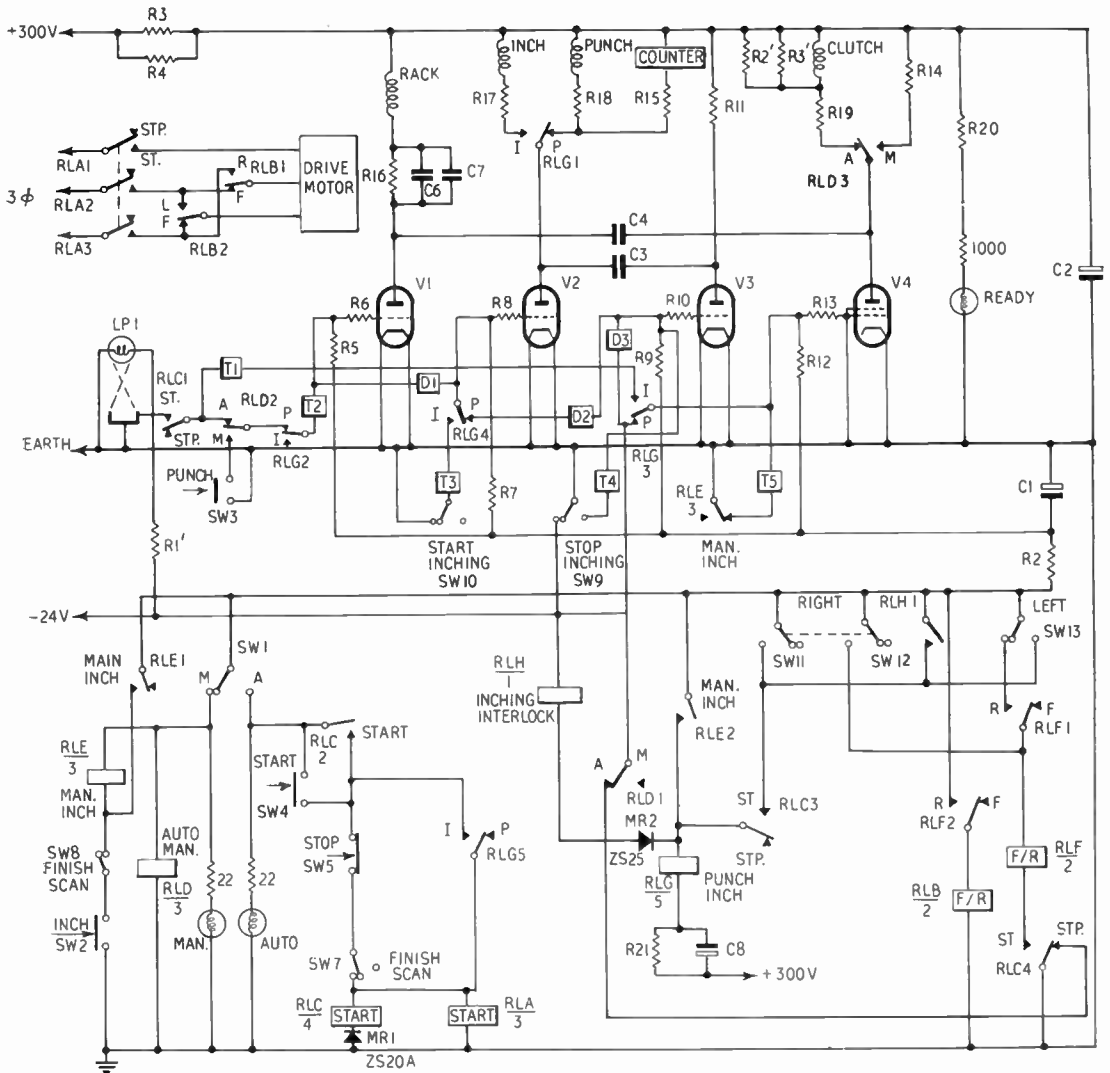 +300V
R3
R4
RACK
INCH
PUNCH
COUNTER
R17
R18
R15
I
P
RLG1
R11
R2'
R3'
CLUTCH
R19
R14
A
M
RLD3
R20
1000
READY
C2
STP.
ST.
RLA1
RLA2
RLA3
3ϕ
R
RLB1
F
L
F
RLB2
DRIVE
MOTOR
R16
C6
C7
C4
C3
V1
V2
V3
V4
R6
R5
R8
R10
D3
R9
R13
R12
LP1
RLC1
ST.
STP.
T1
A
RLD2
M
P
I
RLG2
T2
D1
I
P
RLG4
D2
I
P
RLG
3
EARTH
PUNCH
SW3
T3
R7
T4
RLE
3
T5
C1
START
INCHING
SW10
STOP
INCHING
SW9
MAN.
INCH
R1'
R2
-24V
MAIN
INCH
RLE1
SW1
M
A
RLH
1
INCHING
INTERLOCK
MAN.
INCH
RLE2
RIGHT
SW11
SW12
RLH1
LEFT
SW13
R
F
RLF1
RLE
3
MAN.
INCH
RLC
2
START
START
SW4
AUTO
MAN.
RLD
3
22
22
MAN.
AUTO
SW8
FINISH
SCAN
INCH
SW2
STOP
SW5
I
P
RLG5
A
M
RLD1
MR2
ZS25
ST
RLC3
STP.
RLG
5
PUNCH
INCH
R21
C8
+300V
R
F
RLF2
F/R
RLB
2
F/R
RLF
2
ST
STP.
RLC4
SW7
FINISH
SCAN
RLC
4
START
MR1
ZS20A
START
RLA
3